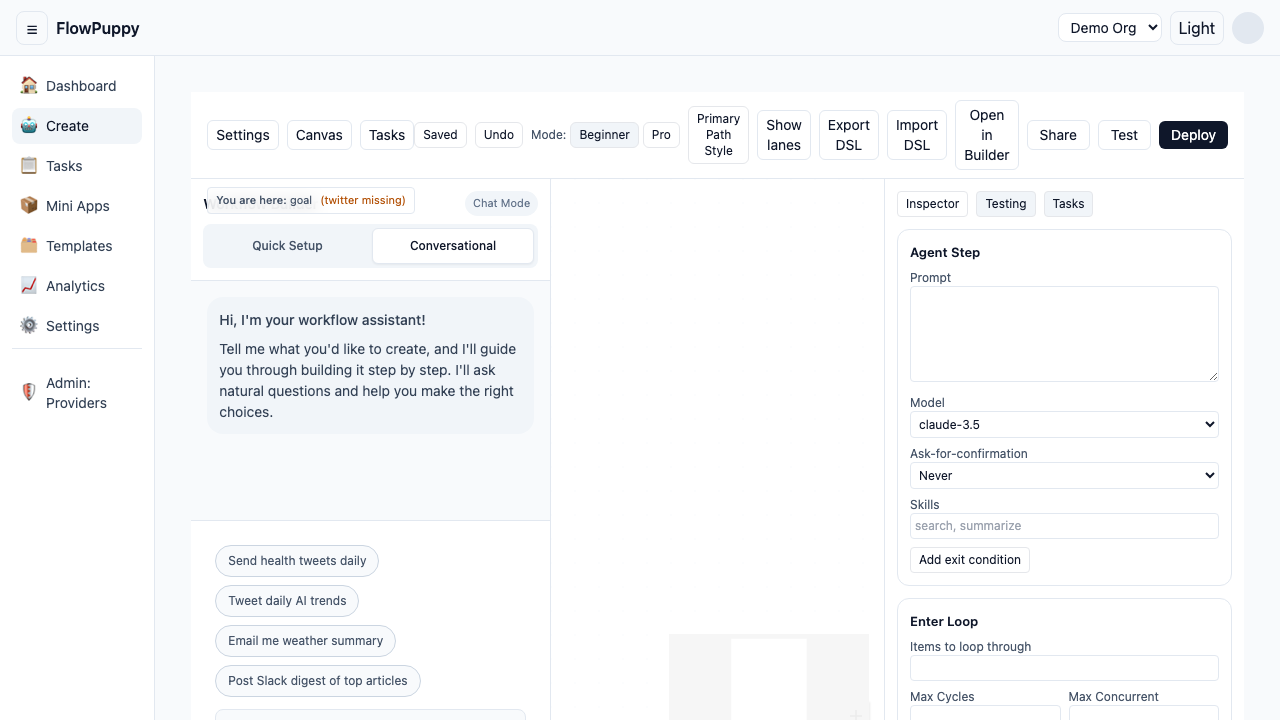 ≡ FlowPuppy
Demo Org
Light
Dashboard
Create
Tasks
Mini Apps
Templates
Analytics
Settings
Admin:
Providers
Settings
Canvas
Tasks
Saved
Undo
Mode:
Beginner
Pro
Primary
Path
Style
Show
lanes
Export
DSL
Import
DSL
Open
in
Builder
Share
Test
Deploy
You are here: goal (twitter missing)
Chat Mode
Quick Setup
Conversational
Hi, I'm your workflow assistant!
Tell me what you'd like to create, and I'll guide
you through building it step by step. I'll ask
natural questions and help you make the right
choices.
Send health tweets daily
Tweet daily AI trends
Email me weather summary
Post Slack digest of top articles
Inspector
Testing
Tasks
Agent Step
Prompt
Model
claude-3.5
Ask-for-confirmation
Never
Skills
search, summarize
Add exit condition
Enter Loop
Items to loop through
Max Cycles
Max Concurrent